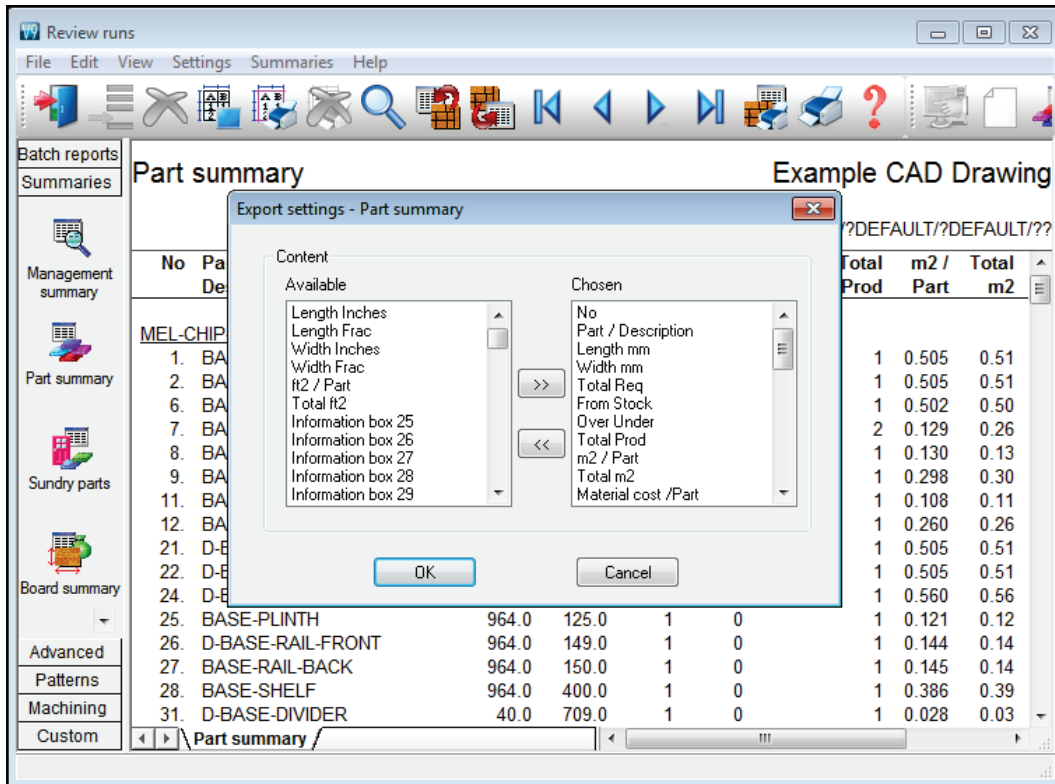 V9 Review runs
File Edit View Settings Summaries Help
Batch reports
Summaries
Management
summary
Part summary
Sundry parts
Board summary
Advanced
Patterns
Machining
Custom
Part summary Example CAD Drawing
/?DEFAULT/?DEFAULT/??
No Pa Total m2 / Total
De Prod Part m2
MEL-CHIP
1. BA 1 0.505 0.51
2. BA 1 0.505 0.51
6. BA 1 0.502 0.50
7. BA 2 0.129 0.26
8. BA 1 0.130 0.13
9. BA 1 0.298 0.30
11. BA 1 0.108 0.11
12. BA 1 0.260 0.26
21. D-B 1 0.505 0.51
22. D-B 1 0.505 0.51
24. D-B 1 0.560 0.56
25. BASE-PLINTH 964.0 125.0 1 0 1 0.121 0.12
26. D-BASE-RAIL-FRONT 964.0 149.0 1 0 1 0.144 0.14
27. BASE-RAIL-BACK 964.0 150.0 1 0 1 0.145 0.14
28. BASE-SHELF 964.0 400.0 1 0 1 0.386 0.39
31. D-BASE-DIVIDER 40.0 709.0 1 0 1 0.028 0.03
Part summary
Export settings - Part summary
Content
Available
Length Inches
Length Frac
Width Inches
Width Frac
ft2 / Part
Total ft2
Information box 25
Information box 26
Information box 27
Information box 28
Information box 29
>>
<<
Chosen
No
Part / Description
Length mm
Width mm
Total Req
From Stock
Over Under
Total Prod
m2 / Part
Total m2
Material cost /Part
OK Cancel